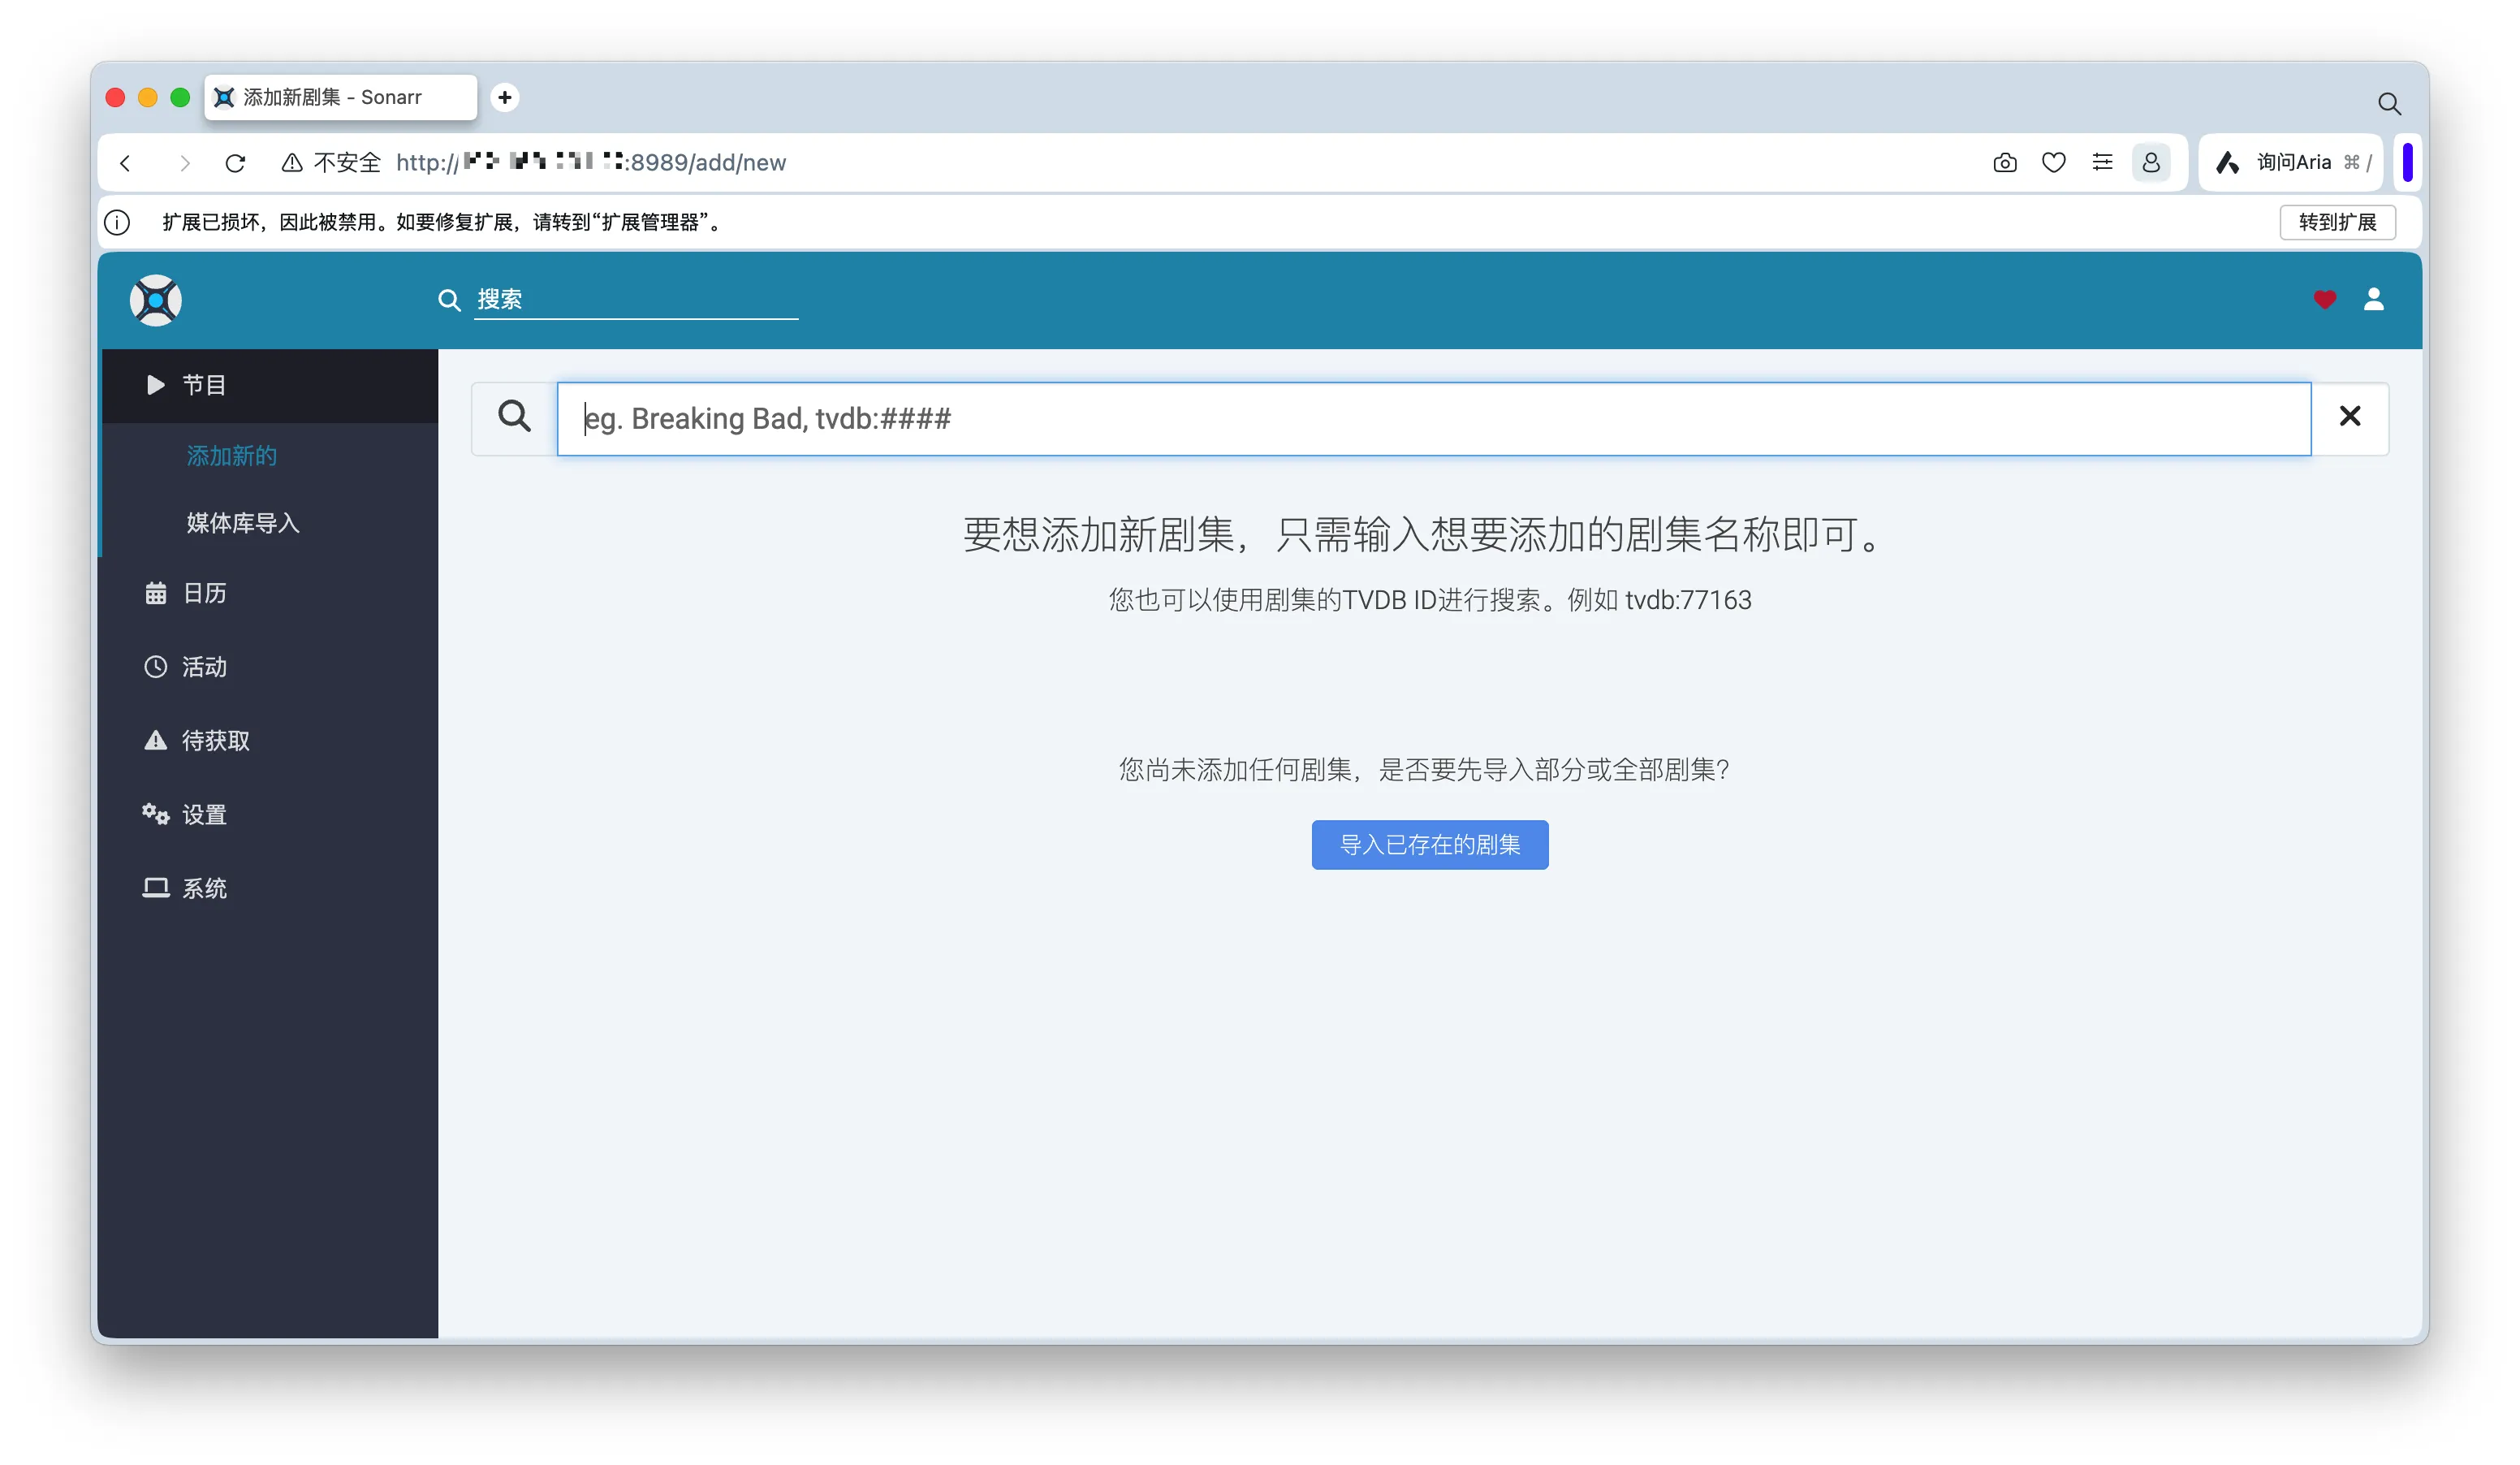 添加新剧集 - Sonarr
不安全 http:// :8989/add/new
询问Aria ⌘ /
扩展已损坏，因此被禁用。如要修复扩展，请转到“扩展管理器”。
转到扩展
搜索
节目
eg. Breaking Bad, tvdb:####
添加新的
媒体库导入
要想添加新剧集，只需输入想要添加的剧集名称即可。
日历
您也可以使用剧集的TVDB ID进行搜索。例如 tvdb:77163
活动
待获取
您尚未添加任何剧集，是否要先导入部分或全部剧集？
设置
导入已存在的剧集
系统